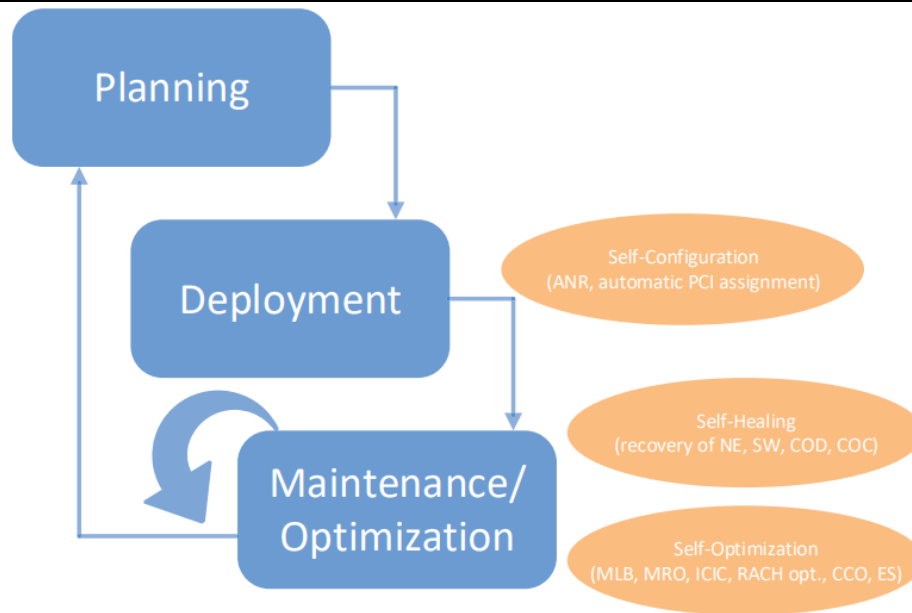 Planning
Deployment
Self-Configuration
(ANR, automatic PCI assignment)
Self-Healing
(recovery of NE, SW, COD, COC)
Maintenance/
Optimization
Self-Optimization
(MLB, MRO, ICIC, RACH opt., CCO, ES)